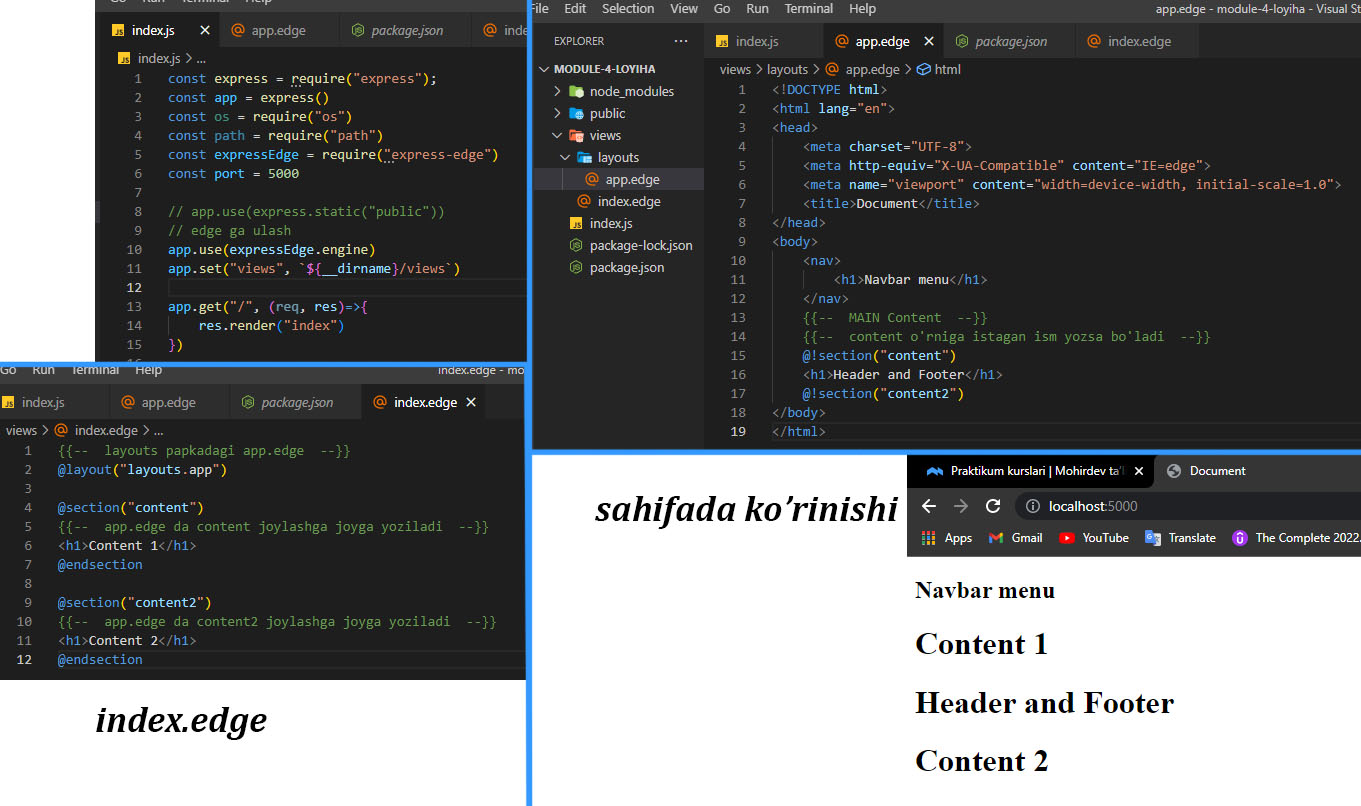 Go Run Terminal Help
index.js app.edge package.json
index.js > ...
1 const express = require("express");
2 const app = express()
3 const os = require("os")
4 const path = require("path")
5 const expressEdge = require("express-edge")
6 const port = 5000
7
8 // app.use(express.static("public"))
9 // edge ga ulash
10 app.use(expressEdge.engine)
11 app.set("views", `${__dirname}/views`)
12
13 app.get("/", (req, res)=>{
14 res.render("index")
15 })
File Edit Selection View Go Run Terminal Help app.edge - module-4-loyiha - Visual St
EXPLORER ...
MODULE-4-LOYIHA
node_modules
public
views
layouts
app.edge
index.edge
index.js
package-lock.json
package.json
index.js app.edge package.json index.edge
views > layouts > app.edge > html
1 <!DOCTYPE html>
2 <html lang="en">
3 <head>
4 <meta charset="UTF-8">
5 <meta http-equiv="X-UA-Compatible" content="IE=edge">
6 <meta name="viewport" content="width=device-width, initial-scale=1.0">
7 <title>Document</title>
8 </head>
9 <body>
10 <nav>
11 <h1>Navbar menu</h1>
12 </nav>
13 {{-- MAIN Content --}}
14 {{-- content o'rniga istagan ism yozsa bo'ladi --}}
15 @!section("content")
16 <h1>Header and Footer</h1>
17 @!section("content2")
18 </body>
19 </html>
Go Run Terminal Help index.edge - mo
index.js app.edge package.json index.edge
views > index.edge > ...
1 {{-- layouts papkadagi app.edge --}}
2 @layout("layouts.app")
3
4 @section("content")
5 {{-- app.edge da content joylashga joyga yoziladi --}}
6 <h1>Content 1</h1>
7 @endsection
8
9 @section("content2")
10 {{-- app.edge da content2 joylashga joyga yoziladi --}}
11 <h1>Content 2</h1>
12 @endsection
index.edge
sahifada ko'rinishi
Praktikum kurslari | Mohirdev ta'l Document
localhost:5000
Apps Gmail YouTube Translate The Complete 2022
Navbar menu
Content 1
Header and Footer
Content 2